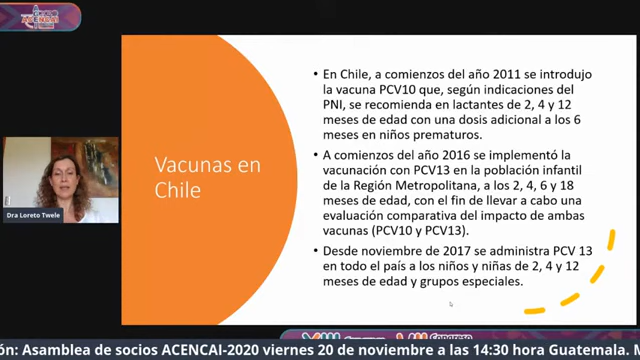 ACENCAI
Vacunas en
Chile
• En Chile, a comienzos del año 2011 se introdujo
la vacuna PCV10 que, según indicaciones del
PNI, se recomienda en lactantes de 2, 4 y 12
meses de edad con una dosis adicional a los 6
meses en niños prematuros.
• A comienzos del año 2016 se implementó la
vacunación con PCV13 en la población infantil
de la Región Metropolitana, a los 2, 4, 6 y 18
meses de edad, con el fin de llevar a cabo una
evaluación comparativa del impacto de ambas
vacunas (PCV10 y PCV13).
• Desde noviembre de 2017 se administra PCV 13
en todo el país a los niños y niñas de 2, 4 y 12
meses de edad y grupos especiales.
Dra Loreto Twele
ón: Asamblea de socios ACENCAI-2020 viernes 20 de noviembre a las 14:30 hora Guatemala